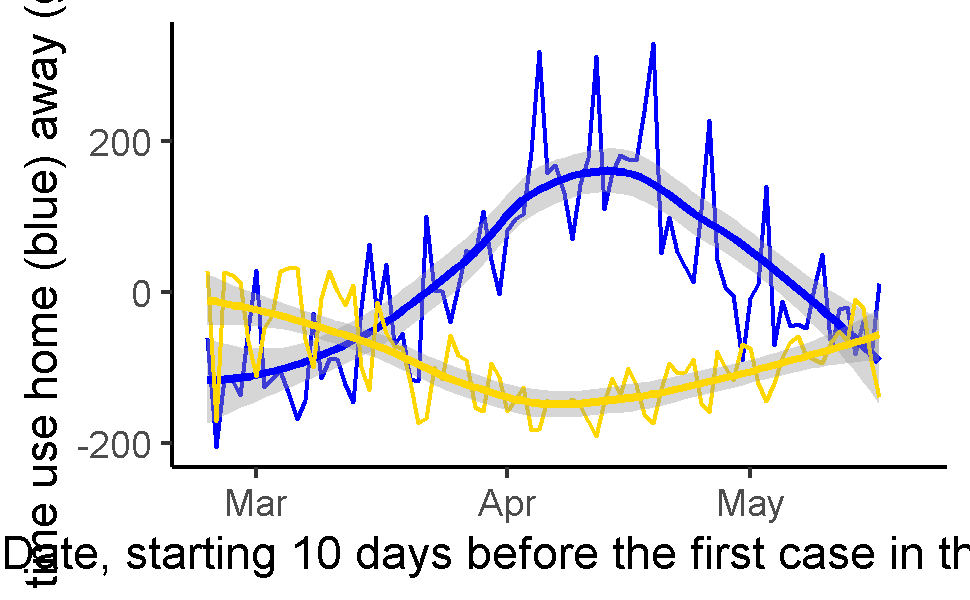 time use home (blue) away (
200
0
-200
Mar Apr May
Date, starting 10 days before the first case in th